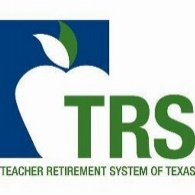 TRS
TEACHER RETIREMENT SYSTEM OF TEXAS